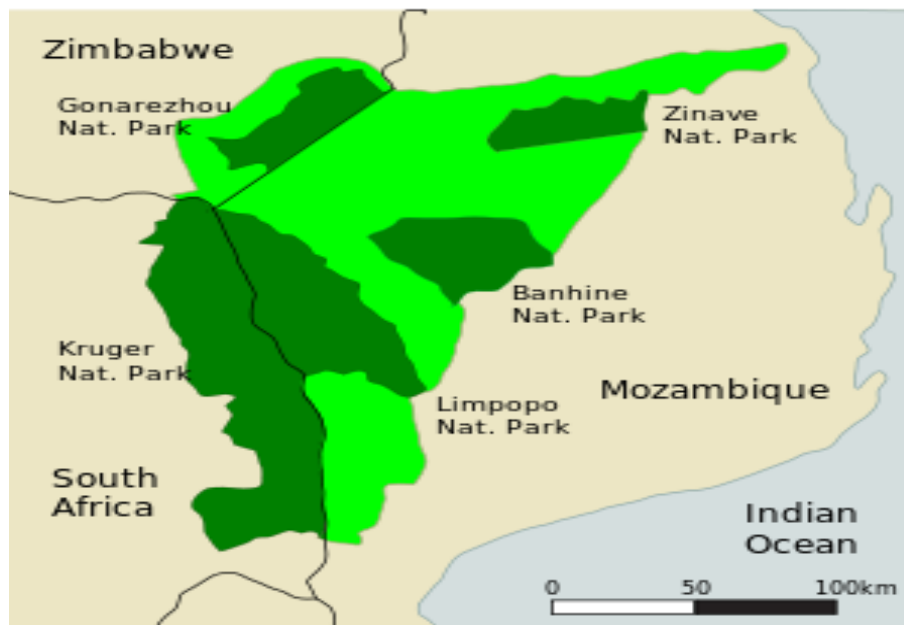 Zimbabwe
Gonarezhou
Nat. Park
Zinave
Nat. Park
Banhine
Nat. Park
Kruger
Nat. Park
Mozambique
Limpopo
Nat. Park
South
Africa
Indian
Ocean
0 50 100km